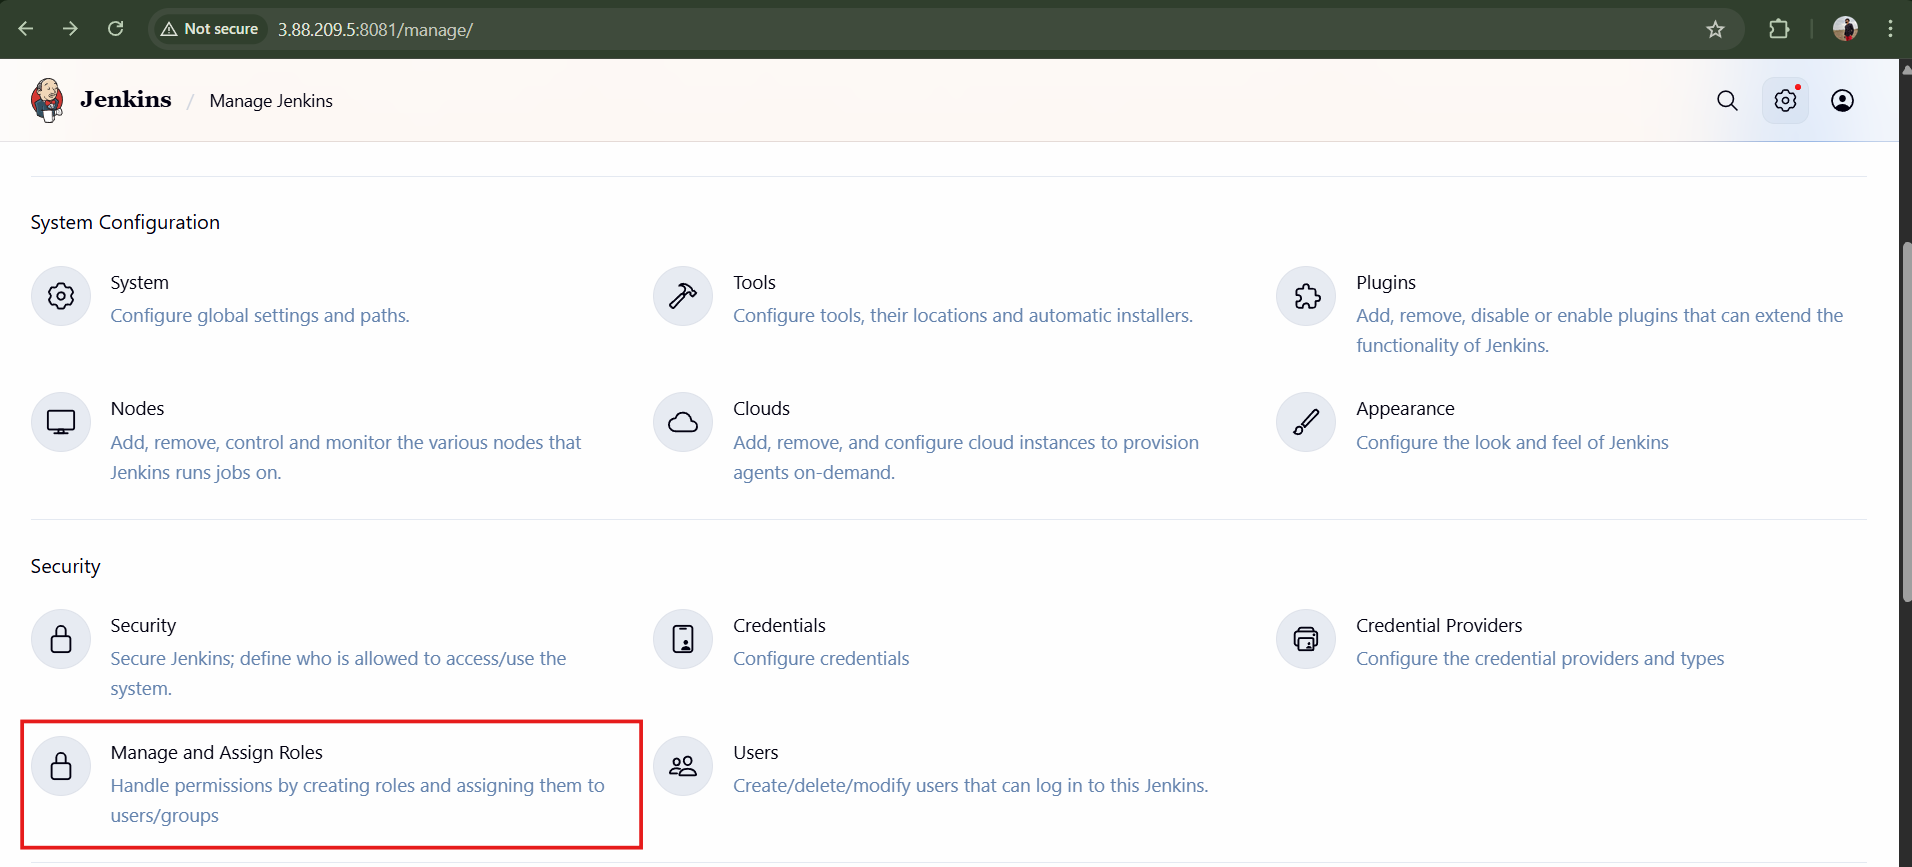 Not secure 3.88.209.5:8081/manage/
Jenkins / Manage Jenkins
System Configuration
System
Configure global settings and paths.
Tools
Configure tools, their locations and automatic installers.
Plugins
Add, remove, disable or enable plugins that can extend the
functionality of Jenkins.
Nodes
Add, remove, control and monitor the various nodes that
Jenkins runs jobs on.
Clouds
Add, remove, and configure cloud instances to provision
agents on-demand.
Appearance
Configure the look and feel of Jenkins
Security
Security
Secure Jenkins; define who is allowed to access/use the
system.
Credentials
Configure credentials
Credential Providers
Configure the credential providers and types
Manage and Assign Roles
Handle permissions by creating roles and assigning them to
users/groups
Users
Create/delete/modify users that can log in to this Jenkins.